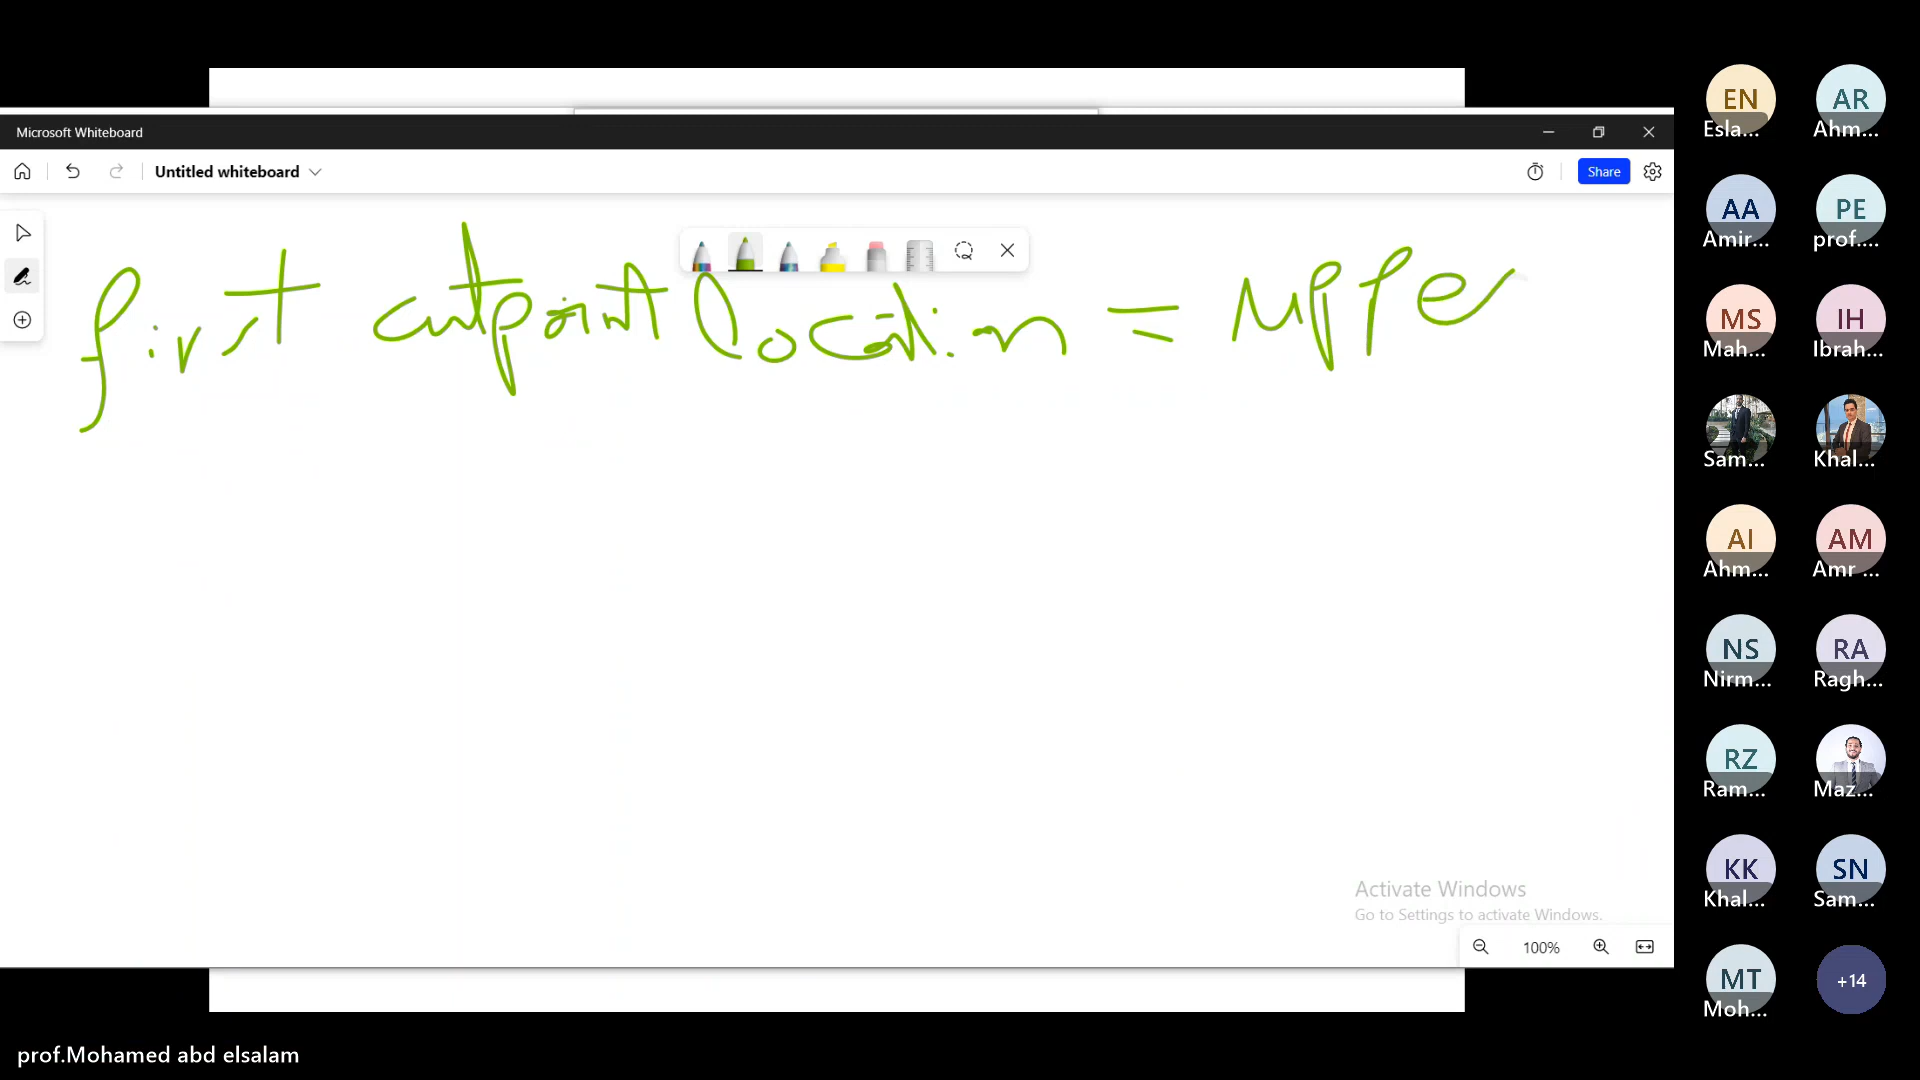 Microsoft Whiteboard
Untitled whiteboard
Share
first cutpoint location = uppe
Activate Windows
Go to Settings to activate Windows.
100%
EN AR
Esla... Ahm...
AA PE
Amir... prof....
MS IH
Mah... Ibrah...
Sam... Khal...
AI AM
Ahm... Amr ...
NS RA
Nirm... Ragh...
RZ
Ram... Maz...
KK SN
Khal... Sam...
MT +14
Moh...
prof.Mohamed abd elsalam